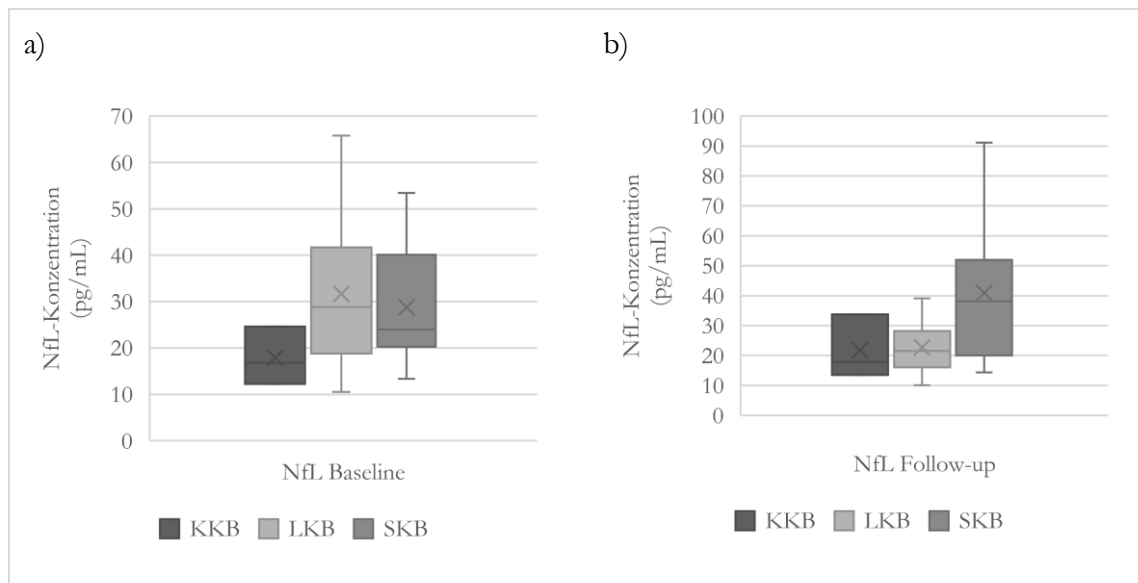 a)
70
60
50
40
30
20
10
0
NfL-Konzentration
(pg/mL)
NfL Baseline
KKB LKB SKB
b)
100
90
80
70
60
50
40
30
20
10
0
NfL-Konzentration
(pg/mL)
NfL Follow-up
KKB LKB SKB